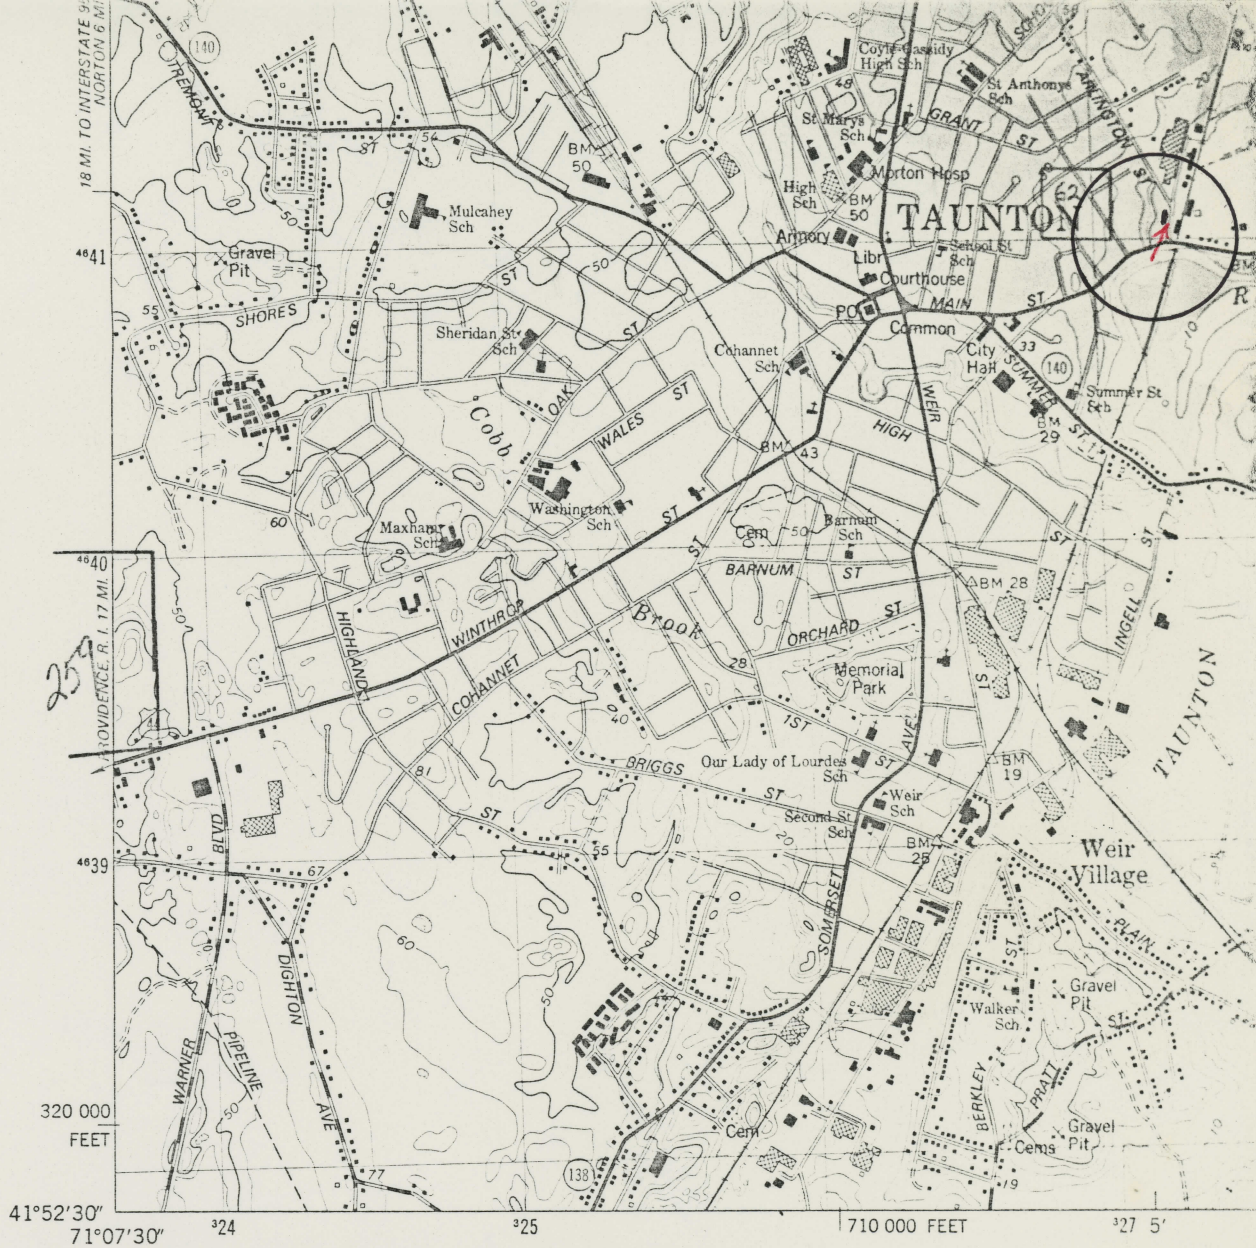 18 MI. TO INTERSTATE 9
NORTON 6 MI
140
TREMONT
ST
54
BM
50
Coyle-Cassidy
High Sch
48
St Anthonys
Sch
ARLINGTON
ST
GRANT
ST
St Marys
Sch
Morton Hosp
High
Sch
BM
50
62
TAUNTON
Armory
School St
Sch
Libr
Courthouse
PO
MAIN
ST
Common
BM
R
10
Mulcahey
Sch
50
⁴⁶41
Gravel
Pit
ST
50
55
SHORES
ST
Sheridan St
Sch
Cohannet
Sch
City
Hall
33
140
SUMMER
ST
Summer St
Sch
BM
29
17
WEIR
HIGH
ST
OAK
WALES
ST
Cobb
BM
43
Washington
Sch
ST
60
Maxham
Sch
Cem
50
Barnum
Sch
ST
ST
⁴⁶40
BARNUM
ST
BM 28
50
259
PROVIDENCE, R. I. 17 MI.
HIGHLAND
WINTHROP
Brook
ST
ORCHARD
ST
INGELL
ST
28
Memorial
Park
COHANNET
40
1ST
ST
AVE
TAUNTON
BRIGGS
ST
Our Lady of Lourdes
Sch
BM
19
81
Weir
Sch
Second St
Sch
ST
BLVD
20
BM
25
Weir
Village
⁴⁶39
67
55
SOMERSET
PLAIN
ST
60
DIGHTON
50
Gravel
Pit
Walker
Sch
ST
WARNER
PIPELINE
PRATT
BERKLEY
320 000
FEET
50
AVE
Cem
Gravel
Pit
Cems
10
77
138
19
41°52′30″
71°07′30″
³24
³25
710 000 FEET
³27
5′